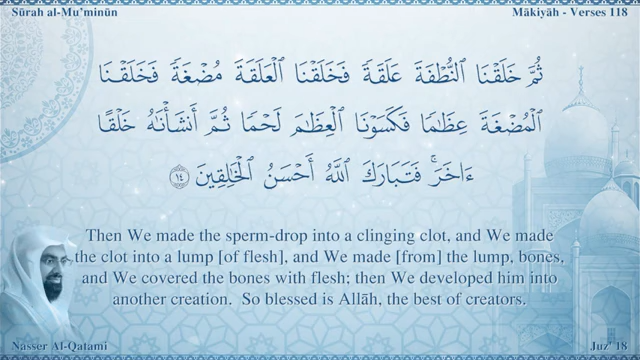 Sūrah al-Mu’minūn
Mākiyāh - Verses 118
ثُمَّ خَلَقْنَا ٱلنُّطْفَةَ عَلَقَةً فَخَلَقْنَا ٱلْعَلَقَةَ مُضْغَةً فَخَلَقْنَا
ٱلْمُضْغَةَ عِظَٰمًا فَكَسَوْنَا ٱلْعِظَٰمَ لَحْمًا ثُمَّ أَنشَأْنَٰهُ خَلْقًا
ءَاخَرَ ۚ فَتَبَارَكَ ٱللَّهُ أَحْسَنُ ٱلْخَٰلِقِينَ ١٤
Then We made the sperm-drop into a clinging clot, and We made
the clot into a lump [of flesh], and We made [from] the lump, bones,
and We covered the bones with flesh; then We developed him into
another creation.  So blessed is Allāh, the best of creators.
Nasser Al-Qatami
Juz' 18